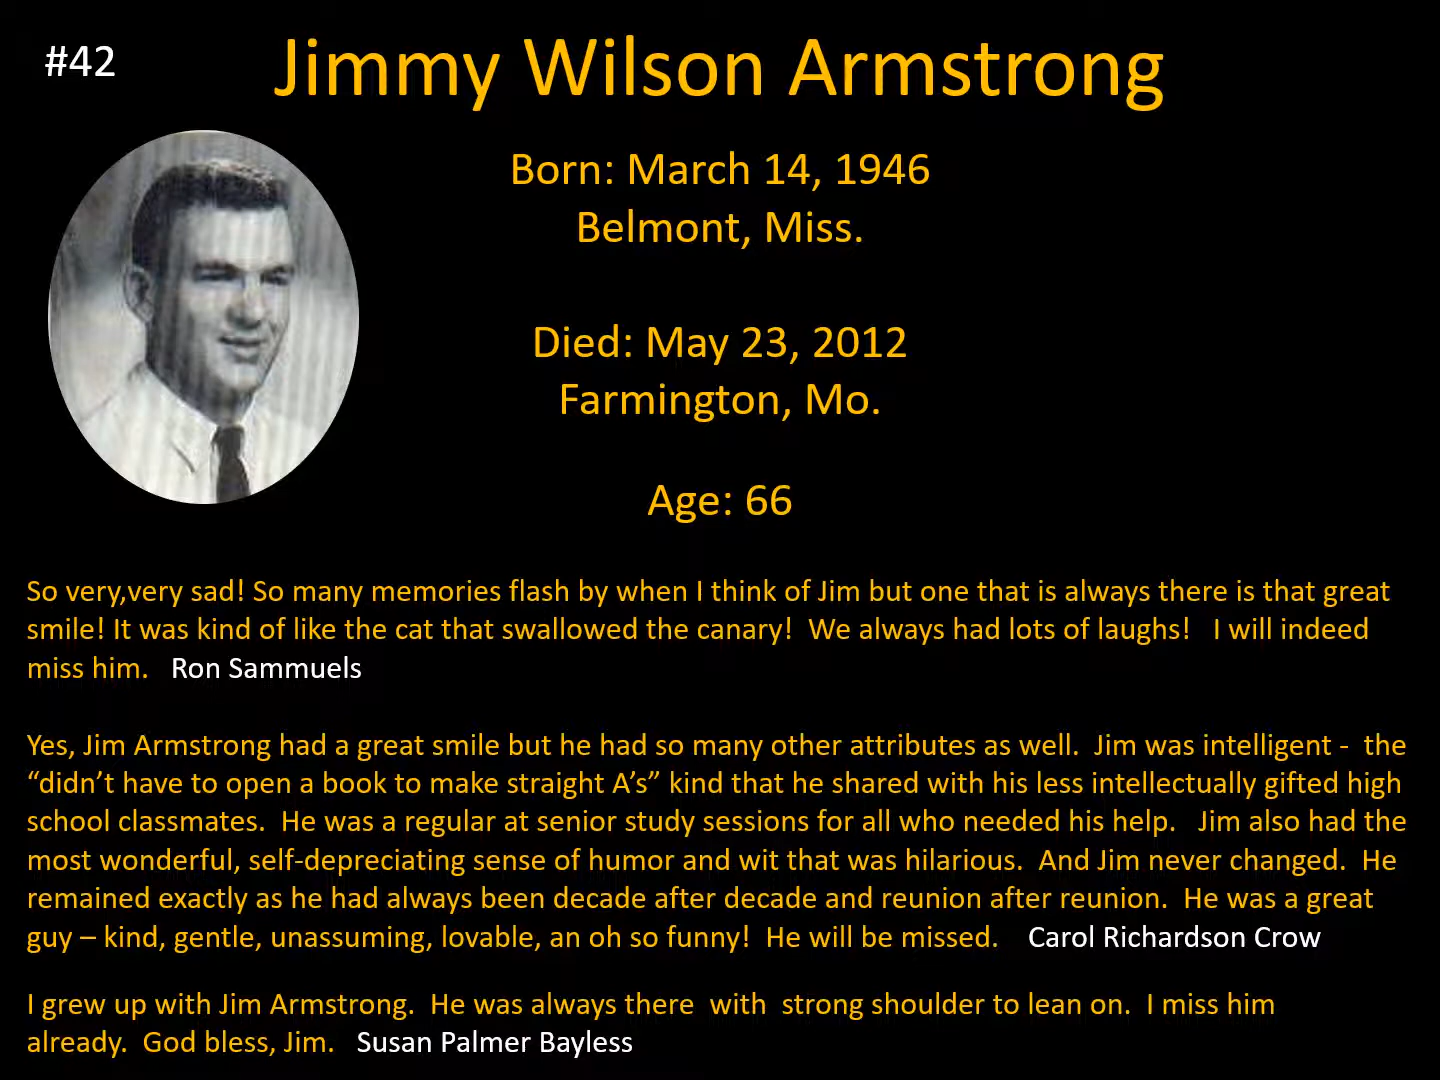 #42
Jimmy Wilson Armstrong
Born: March 14, 1946
Belmont, Miss.
Died: May 23, 2012
Farmington, Mo.
Age: 66
So very,very sad! So many memories flash by when I think of Jim but one that is always there is that great
smile! It was kind of like the cat that swallowed the canary!  We always had lots of laughs!   I will indeed
miss him.   Ron Sammuels
Yes, Jim Armstrong had a great smile but he had so many other attributes as well.  Jim was intelligent -  the
“didn’t have to open a book to make straight A’s” kind that he shared with his less intellectually gifted high
school classmates.  He was a regular at senior study sessions for all who needed his help.   Jim also had the
most wonderful, self-depreciating sense of humor and wit that was hilarious.  And Jim never changed.  He
remained exactly as he had always been decade after decade and reunion after reunion.  He was a great
guy – kind, gentle, unassuming, lovable, an oh so funny!  He will be missed.    Carol Richardson Crow
I grew up with Jim Armstrong.  He was always there  with  strong shoulder to lean on.  I miss him
already.  God bless, Jim.   Susan Palmer Bayless